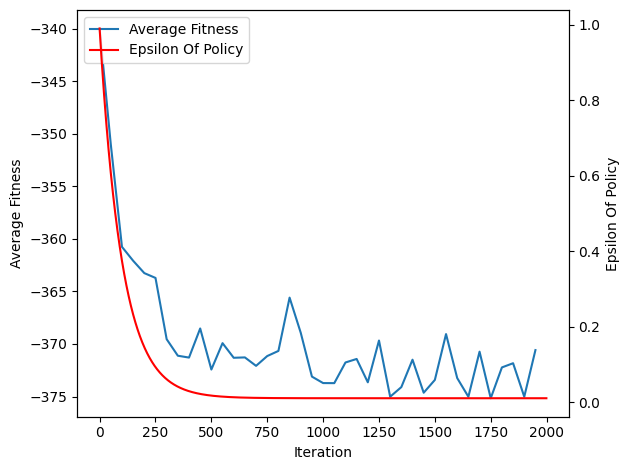 Average Fitness
Epsilon Of Policy
−340
−345
−350
−355
−360
−365
−370
−375
Average Fitness
1.0
0.8
0.6
0.4
0.2
0.0
Epsilon Of Policy
0 250 500 750 1000 1250 1500 1750 2000
Iteration